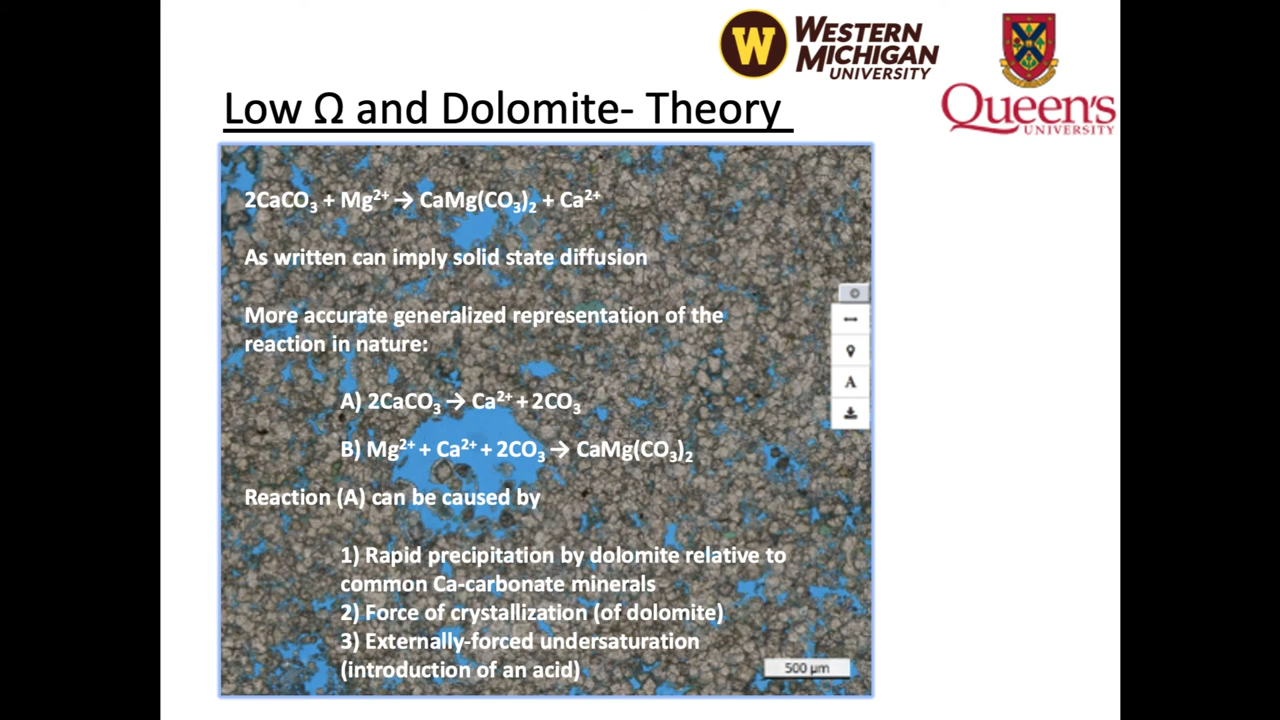 WESTERN
MICHIGAN
UNIVERSITY
W
Queen's
UNIVERSITY
Low Ω and Dolomite- Theory
2CaCO₃ + Mg²⁺ → CaMg(CO₃)₂ + Ca²⁺
As written can imply solid state diffusion
More accurate generalized representation of the
reaction in nature:
A) 2CaCO₃ → Ca²⁺ + 2CO₃
B) Mg²⁺ + Ca²⁺ + 2CO₃ → CaMg(CO₃)₂
Reaction (A) can be caused by
1) Rapid precipitation by dolomite relative to
common Ca-carbonate minerals
2) Force of crystallization (of dolomite)
3) Externally-forced undersaturation
(introduction of an acid)
A
500 μm